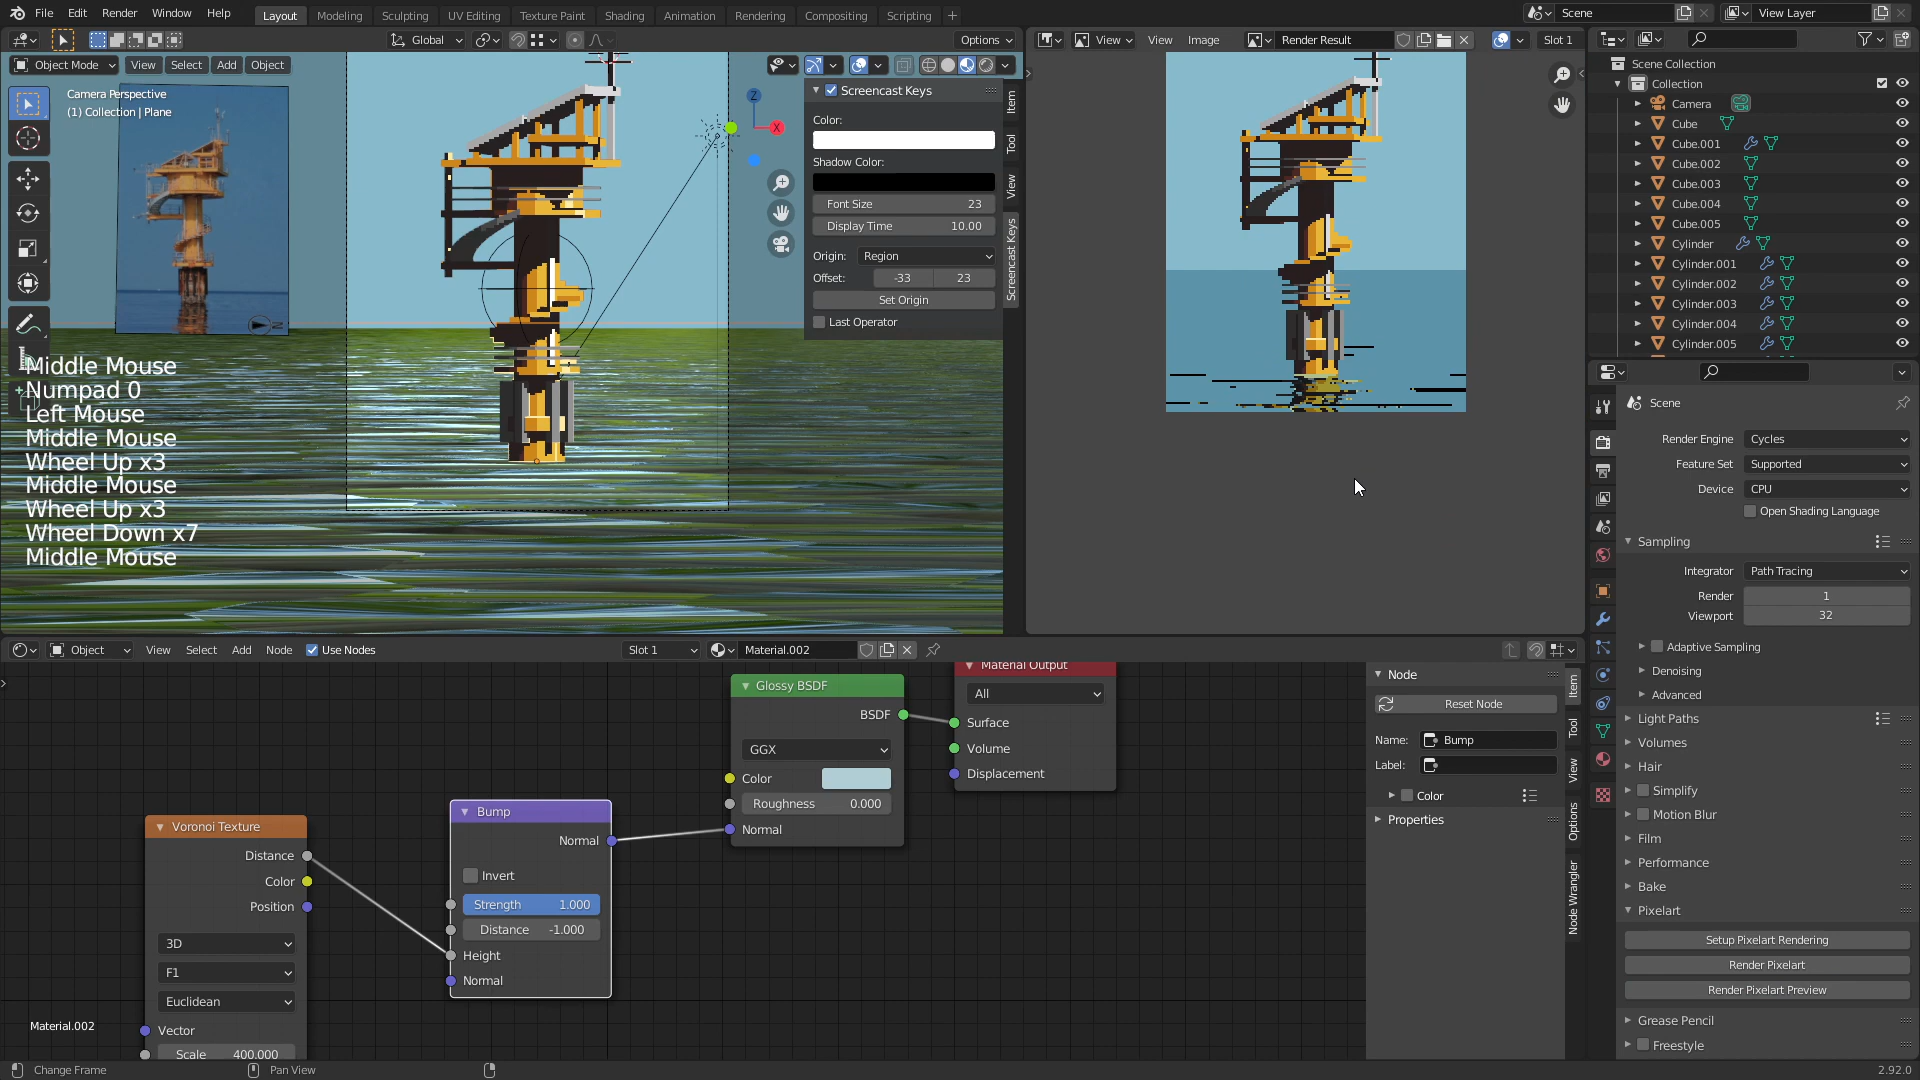 File Edit Render Window Help
Layout Modeling Sculpting UV Editing Texture Paint Shading Animation Rendering Compositing Scripting
Scene View Layer
Global Options
View View Image Render Result Slot 1
Object Mode View Select Add Object
Camera Perspective
(1) Collection | Plane
Z
X
Screencast Keys
Color:
Shadow Color:
Font Size 23
Display Time 10.00
Origin: Region
Offset: -33 23
Set Origin
Last Operator
Item
Tool
View
Screencast Keys
Middle Mouse
Numpad 0
Left Mouse
Middle Mouse
Wheel Up x3
Middle Mouse
Wheel Up x3
Wheel Down x7
Middle Mouse
Scene Collection
Collection
Camera
Cube
Cube.001
Cube.002
Cube.003
Cube.004
Cube.005
Cylinder
Cylinder.001
Cylinder.002
Cylinder.003
Cylinder.004
Cylinder.005
Scene
Render Engine Cycles
Feature Set Supported
Device CPU
Open Shading Language
Sampling
Integrator Path Tracing
Render 1
Viewport 32
Adaptive Sampling
Denoising
Advanced
Light Paths
Volumes
Hair
Simplify
Motion Blur
Film
Performance
Bake
Pixelart
Setup Pixelart Rendering
Render Pixelart
Render Pixelart Preview
Grease Pencil
Freestyle
Object View Select Add Node Use Nodes Slot 1 Material.002
Voronoi Texture
Distance
Color
Position
3D
F1
Euclidean
Vector
Scale 400.000
Bump
Normal
Invert
Strength 1.000
Distance -1.000
Height
Normal
Glossy BSDF
BSDF
GGX
Color
Roughness 0.000
Normal
Material Output
All
Surface
Volume
Displacement
Node
Reset Node
Name: Bump
Label:
Color
Properties
Item
Tool
View
Options
Node Wrangler
Material.002
Change Frame Pan View 2.92.0